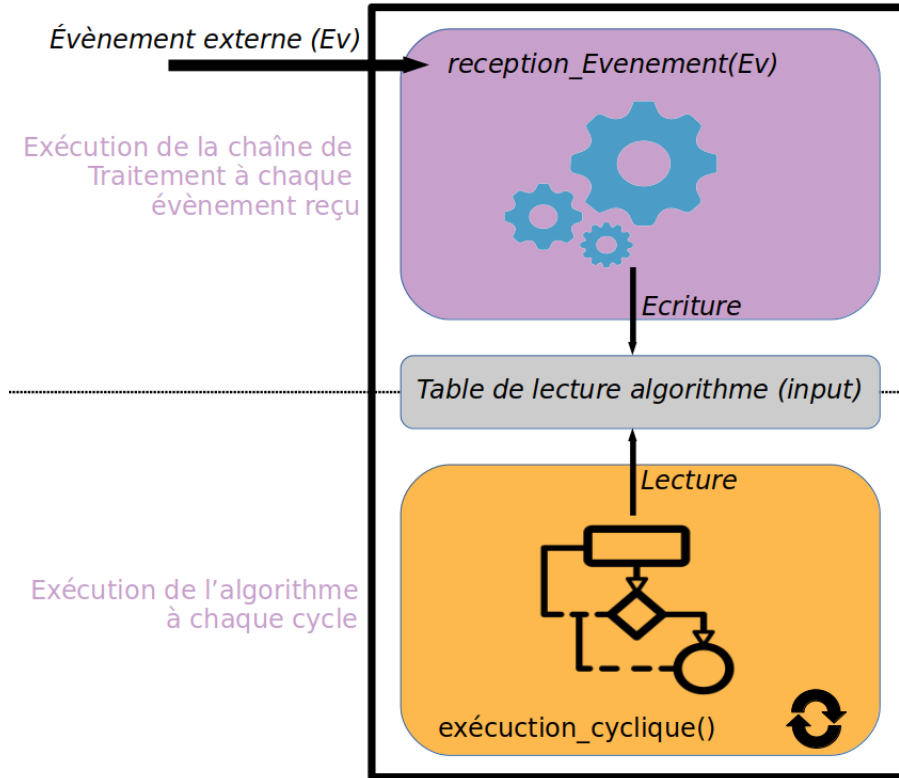 Évènement externe (Ev)
reception_Evenement(Ev)
Exécution de la chaîne de
Traitement à chaque
évènement reçu
Ecriture
Table de lecture algorithme (input)
Lecture
Exécution de l’algorithme
à chaque cycle
exécuction_cyclique()